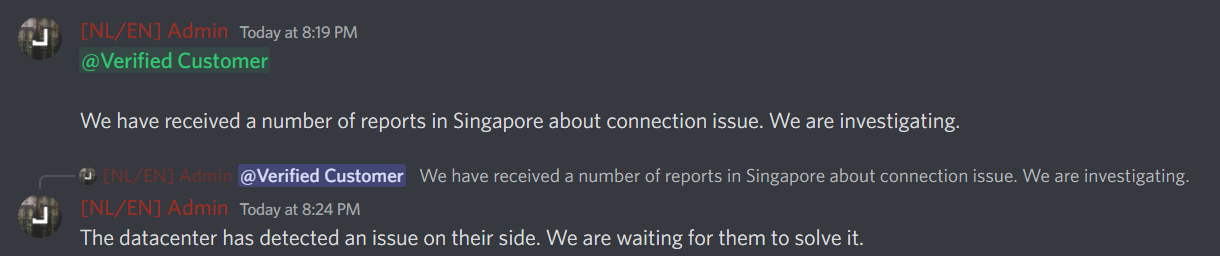 [NL/EN] Admin Today at 8:19 PM
@Verified Customer
We have received a number of reports in Singapore about connection issue. We are investigating.
[NL/EN] Admin @Verified Customer We have received a number of reports in Singapore about connection issue. We are investigating.
[NL/EN] Admin Today at 8:24 PM
The datacenter has detected an issue on their side. We are waiting for them to solve it.